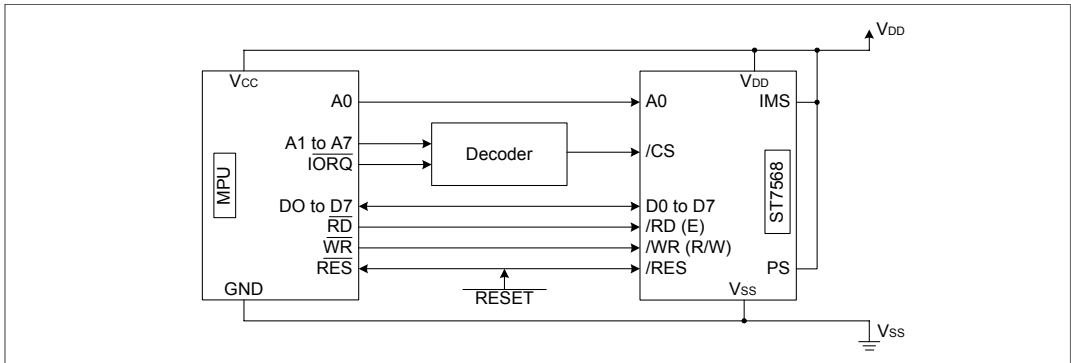 VDD
VCC
VDD
A0
A0
IMS
A1 to A7
IORQ
Decoder
/CS
MPU
ST7568
DO to D7
D0 to D7
RD
/RD (E)
WR
/WR (R/W)
RES
/RES
PS
RESET
GND
VSS
VSS